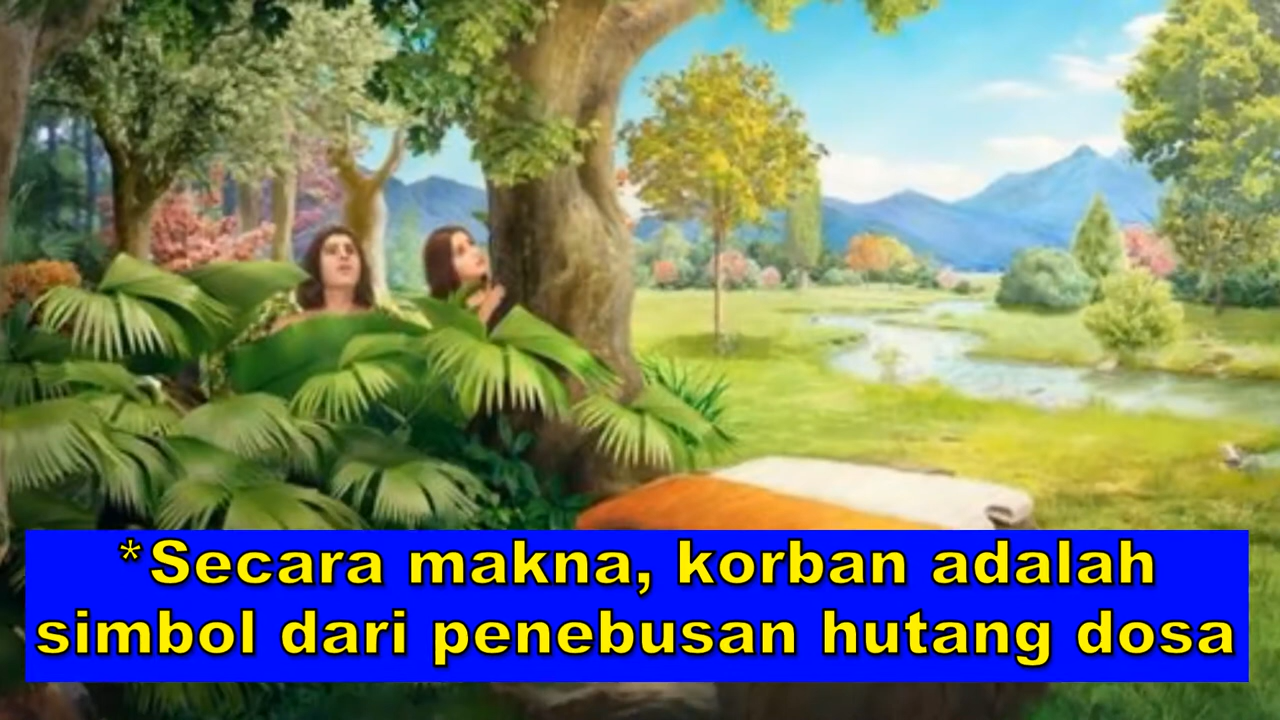 *Secara makna, korban adalah
simbol dari penebusan hutang dosa